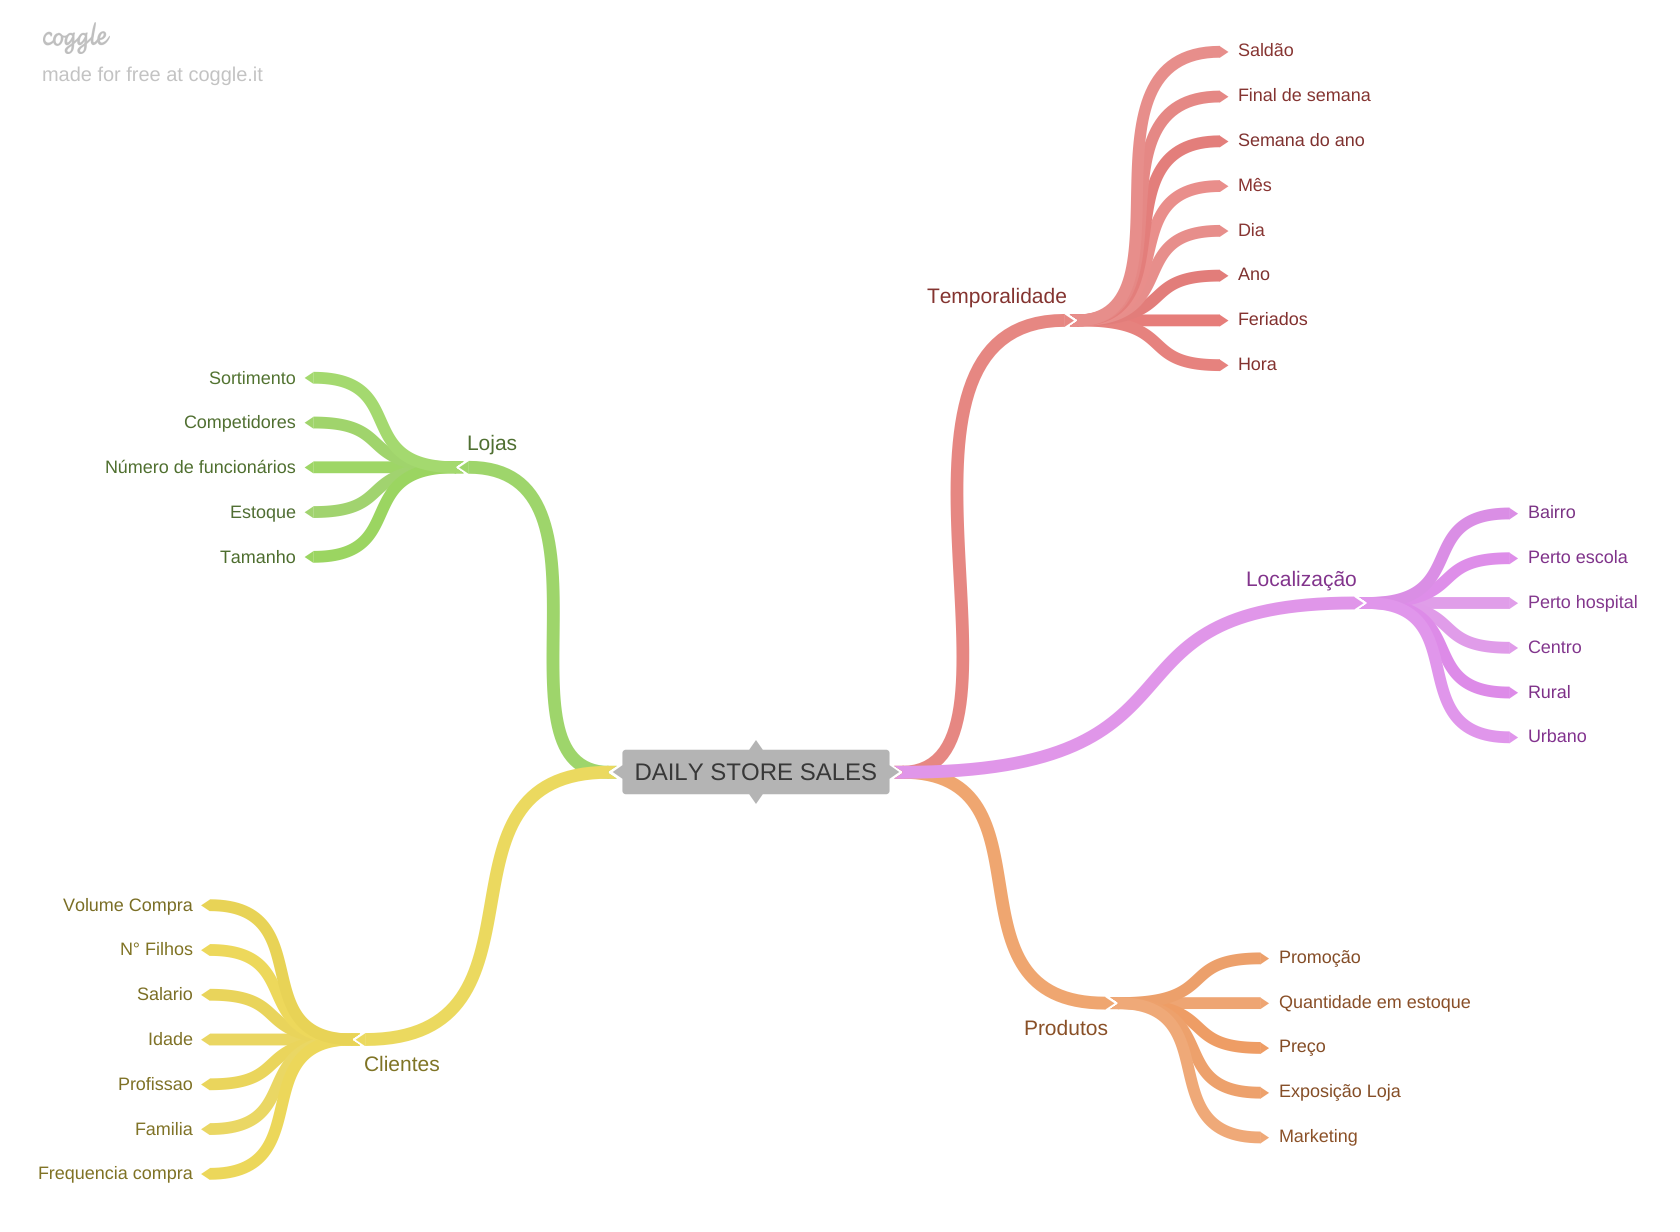 coggle
made for free at coggle.it
Saldão
Final de semana
Semana do ano
Mês
Dia
Ano
Feriados
Hora
Temporalidade
Sortimento
Competidores
Número de funcionários
Estoque
Tamanho
Lojas
Bairro
Perto escola
Perto hospital
Centro
Rural
Urbano
Localização
DAILY STORE SALES
Volume Compra
N° Filhos
Salario
Idade
Profissao
Familia
Frequencia compra
Clientes
Promoção
Quantidade em estoque
Preço
Exposição Loja
Marketing
Produtos